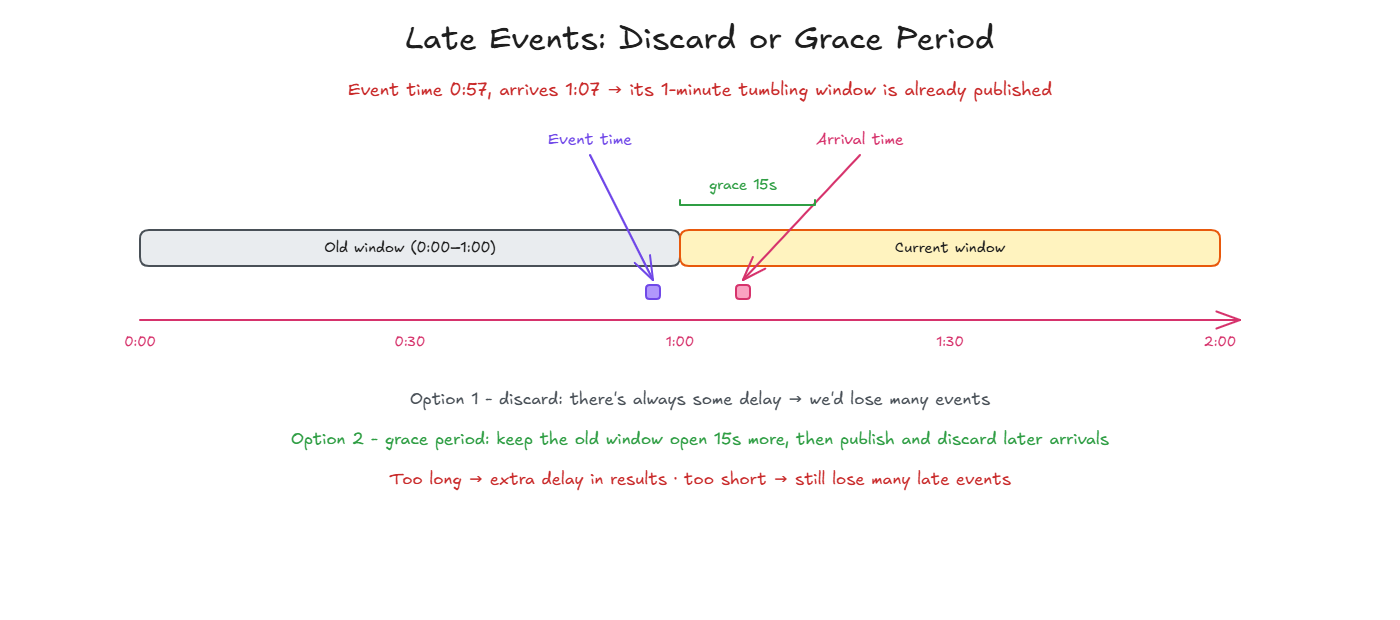 Late Events: Discard or Grace Period
Event time 0:57, arrives 1:07 → its 1-minute tumbling window is already published
Event time
Arrival time
grace 15s
Old window (0:00–1:00)
Current window
0:00
0:30
1:00
1:30
2:00
Option 1 - discard: there's always some delay → we'd lose many events
Option 2 - grace period: keep the old window open 15s more, then publish and discard later arrivals
Too long → extra delay in results · too short → still lose many late events